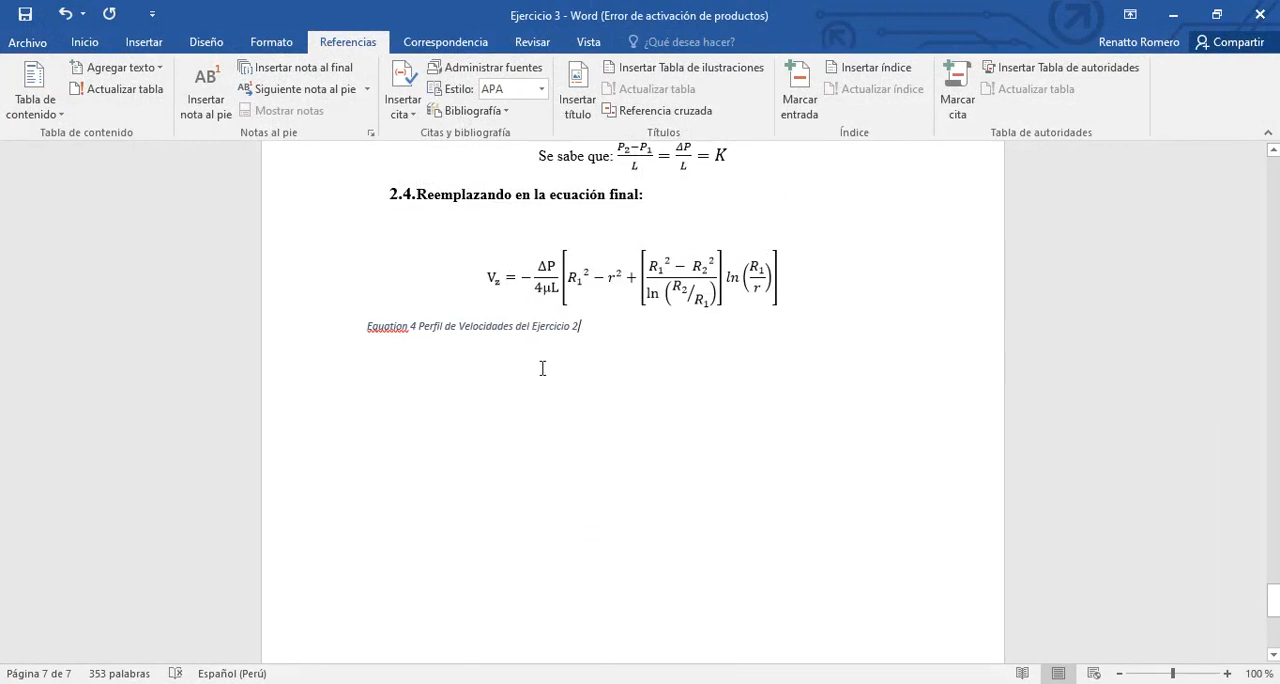 Ejercicio 3 - Word (Error de activación de productos)
Archivo Inicio Insertar Diseño Formato Referencias Correspondencia Revisar Vista ¿Qué desea hacer? Renatto Romero Compartir
Tabla de contenido
Agregar texto
Actualizar tabla
Tabla de contenido
AB1
Insertar nota al pie
Insertar nota al final
Siguiente nota al pie
Mostrar notas
Notas al pie
Insertar cita
Administrar fuentes
Estilo: APA
Bibliografía
Citas y bibliografía
Insertar título
Insertar Tabla de ilustraciones
Actualizar tabla
Referencia cruzada
Títulos
Marcar entrada
Insertar índice
Actualizar índice
Índice
Marcar cita
Insertar Tabla de autoridades
Actualizar tabla
Tabla de autoridades
Se sabe que: P₂−P₁/L = ΔP/L = K
2.4.Reemplazando en la ecuación final:
V_z = − ΔP/4μL [R₁² − r² + [R₁² − R₂² / ln (R₂/R₁)] ln (R₁/r)]
Equation 4 Perfil de Velocidades del Ejercicio 2
Página 7 de 7 353 palabras Español (Perú) 100 %